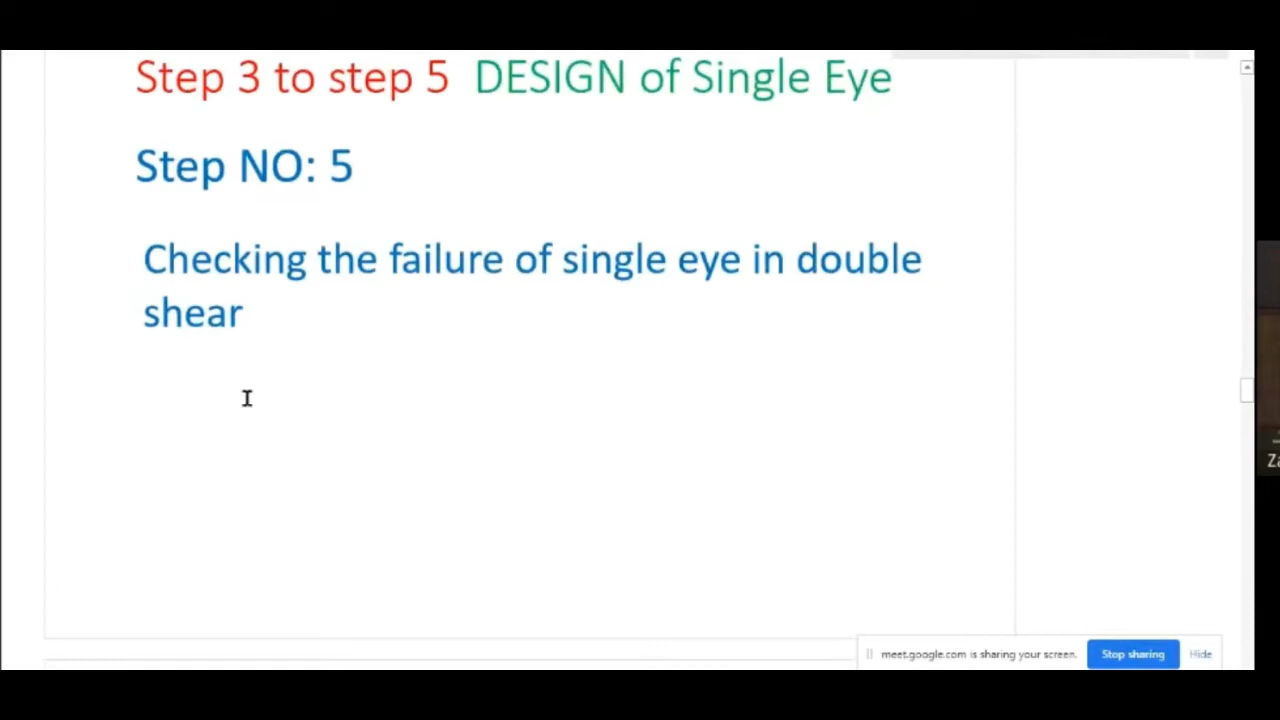 Step 3 to step 5 DESIGN of Single Eye
Step NO: 5
Checking the failure of single eye in double
shear
meet.google.com is sharing your screen.
Stop sharing
Hide